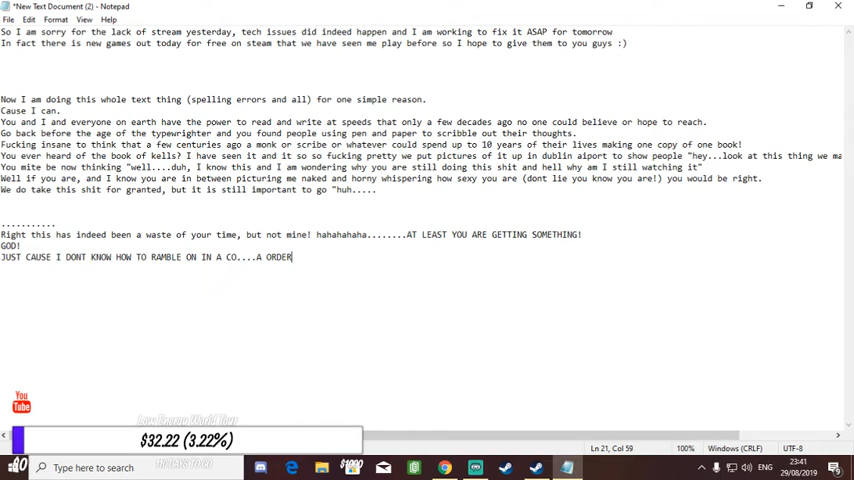 *New Text Document (2) - Notepad
File Edit Format View Help
So I am sorry for the lack of stream yesterday, tech issues did indeed happen and I am working to fix it ASAP for tomorrow
In fact there is new games out today for free on steam that we have seen me play before so I hope to give them to you guys :)
Now I am doing this whole text thing (spelling errors and all) for one simple reason.
Cause I can.
You and I and everyone on earth have the power to read and write at speeds that only a few decades ago no one could believe or hope to reach.
Go back before the age of the typewrighter and you found people using pen and paper to scribble out their thoughts.
Fucking insane to think that a few centuries ago a monk or scribe or whatever could spend up to 10 years of their lives making one copy of one book!
You ever heard of the book of kells? I have seen it and it so so fucking pretty we put pictures of it up in dublin aiport to show people "hey...look at this thing we ma
You mite be now thinking "well....duh, I know this and I am wondering why you are still doing this shit and hell why am I still watching it"
Well if you are, and I know you are in between picturing me naked and horny whispering how sexy you are (dont lie you know you are!) you would be right.
We do take this shit for granted, but it is still important to go "huh.....
...........
Right this has indeed been a waste of your time, but not mine! hahahahaha........AT LEAST YOU ARE GETTING SOMETHING!
GOD!
JUST CAUSE I DONT KNOW HOW TO RAMBLE ON IN A CO....A ORDER
You
Tube
Low Energy World Tour
$32.22 (3.22%)
Ln 21, Col 59
100%
Windows (CRLF)
UTF-8
Type here to search
ENG
23:41
29/08/2019